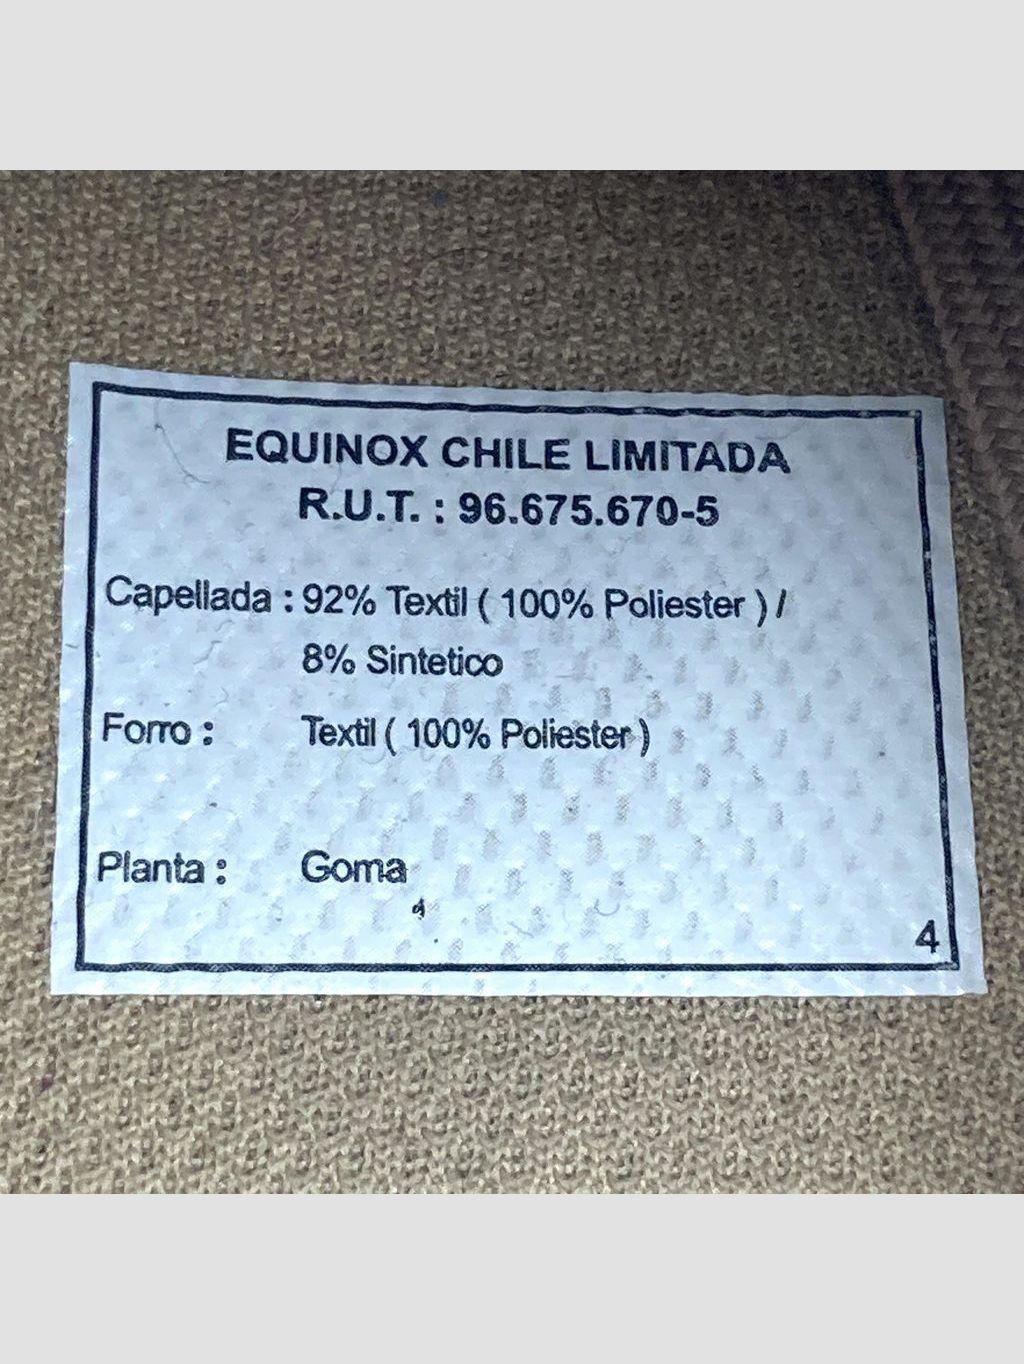 EQUINOX CHILE LIMITADA
R.U.T. : 96.675.670-5
Capellada : 92% Textil ( 100% Poliester ) /
8% Sintetico
Forro : Textil ( 100% Poliester )
Planta : Goma
4